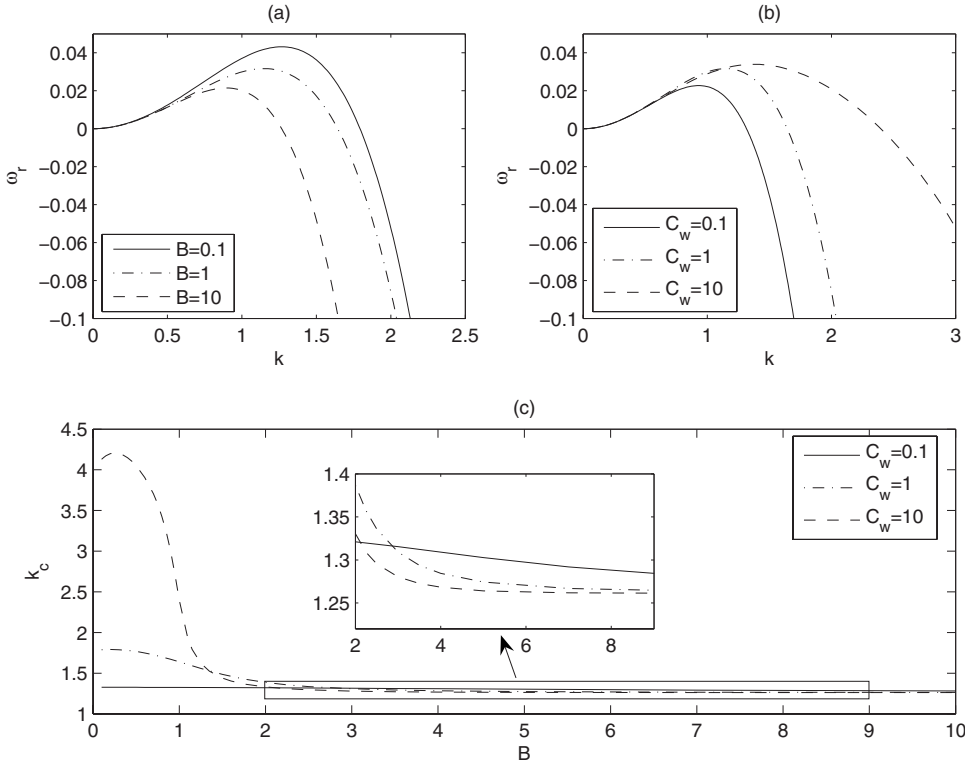 (a)
0.04
0.02
0
−0.02
−0.04
−0.06
−0.08
−0.1
ω_r
B=0.1
B=1
B=10
0 0.5 1 1.5 2 2.5
k
(b)
0.04
0.02
0
−0.02
−0.04
−0.06
−0.08
−0.1
ω_r
C_w=0.1
C_w=1
C_w=10
0 1 2 3
k
(c)
4.5
4
3.5
3
2.5
2
1.5
1
k_c
1.4
1.35
1.3
1.25
2 4 6 8
C_w=0.1
C_w=1
C_w=10
0 1 2 3 4 5 6 7 8 9 10
B